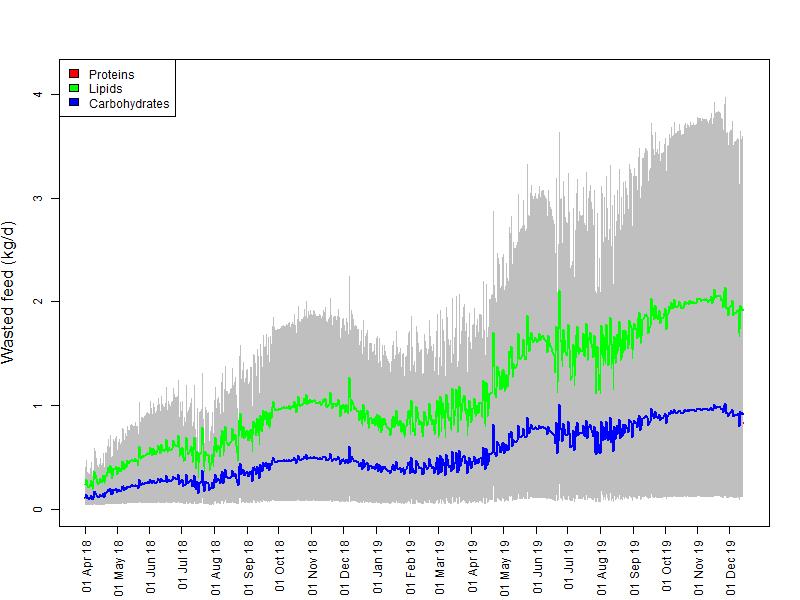 Proteins
Lipids
Carbohydrates
Wasted feed (kg/d)
4
3
2
1
0
01 Apr 18
01 May 18
01 Jun 18
01 Jul 18
01 Aug 18
01 Sep 18
01 Oct 18
01 Nov 18
01 Dec 18
01 Jan 19
01 Feb 19
01 Mar 19
01 Apr 19
01 May 19
01 Jun 19
01 Jul 19
01 Aug 19
01 Sep 19
01 Oct 19
01 Nov 19
01 Dec 19